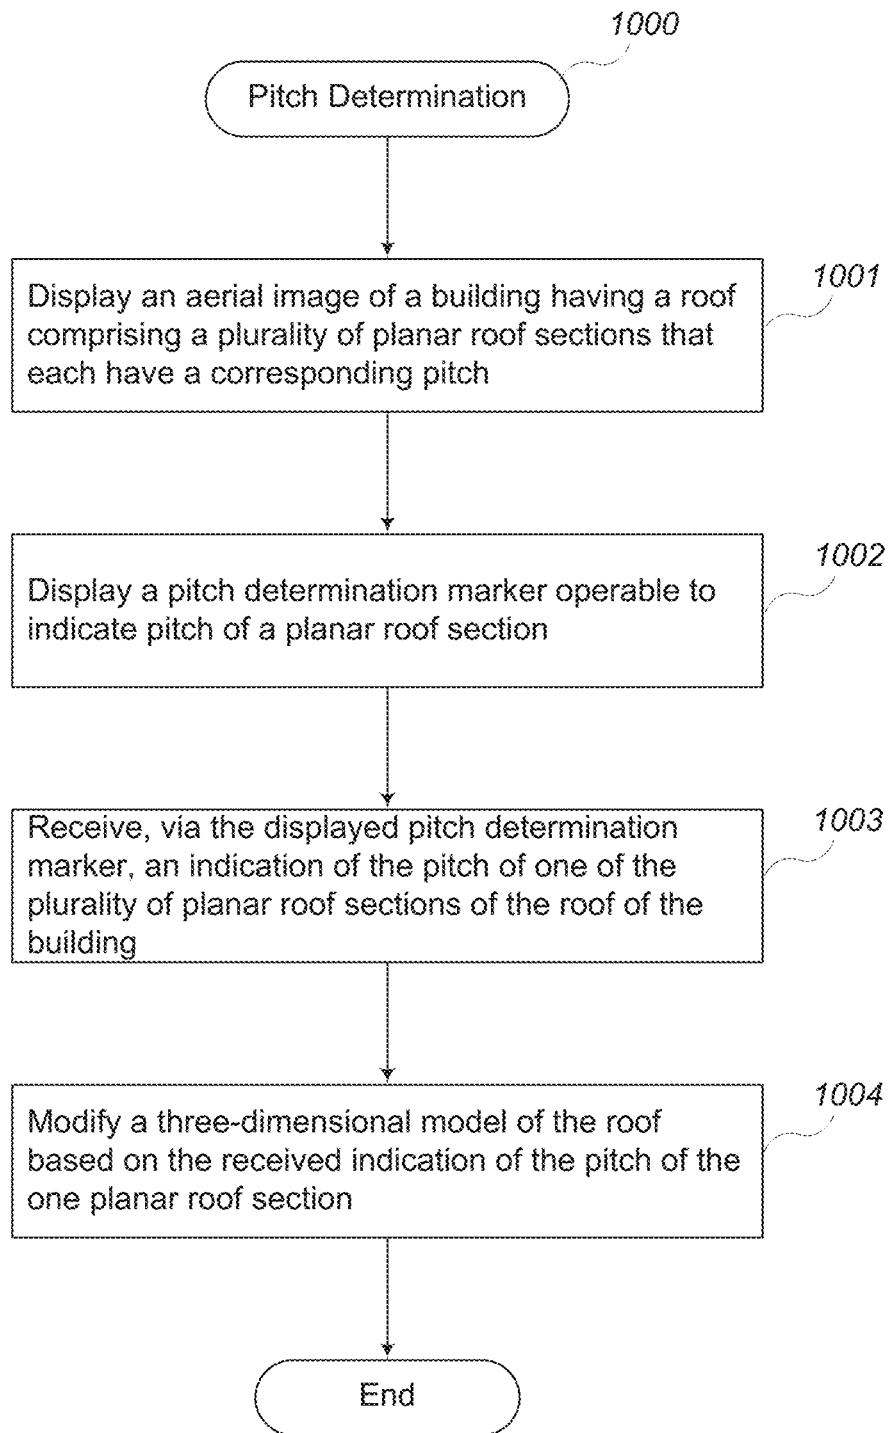 1000
Pitch Determination
1001
Display an aerial image of a building having a roof
comprising a plurality of planar roof sections that
each have a corresponding pitch
1002
Display a pitch determination marker operable to
indicate pitch of a planar roof section
1003
Receive, via the displayed pitch determination
marker, an indication of the pitch of one of the
plurality of planar roof sections of the roof of the
building
1004
Modify a three-dimensional model of the roof
based on the received indication of the pitch of the
one planar roof section
End